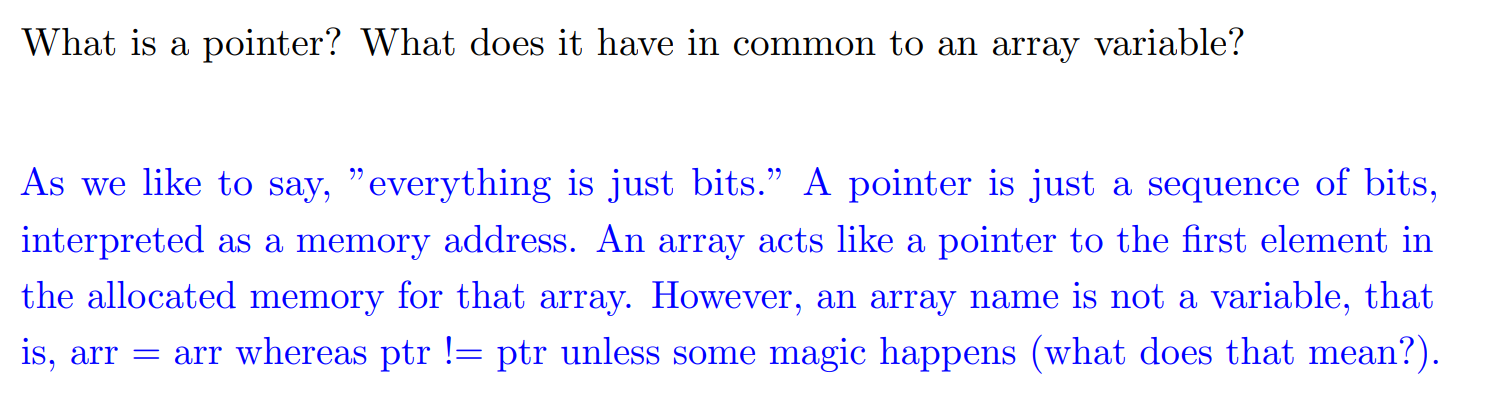 What is a pointer? What does it have in common to an array variable?
As we like to say, ”everything is just bits.” A pointer is just a sequence of bits,
interpreted as a memory address. An array acts like a pointer to the first element in
the allocated memory for that array. However, an array name is not a variable, that
is, arr = arr whereas ptr != ptr unless some magic happens (what does that mean?).